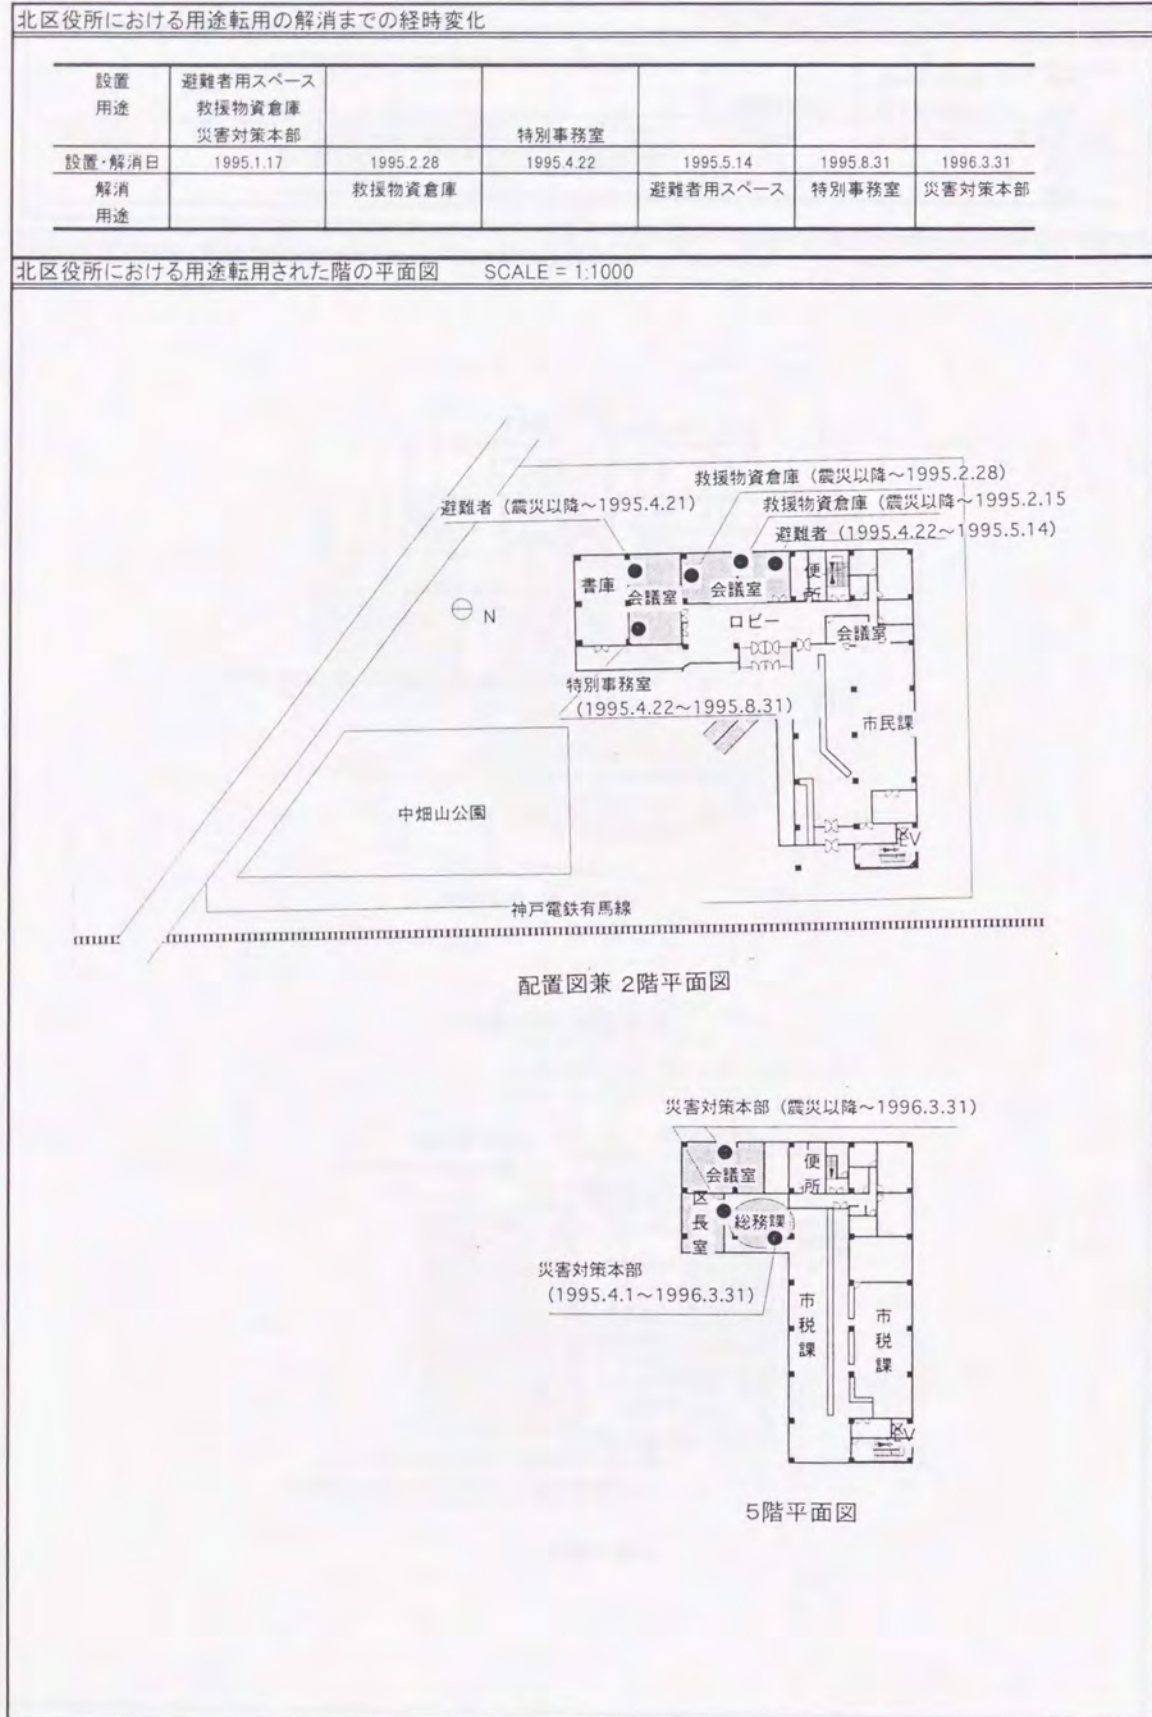 北区役所における用途転用の解消までの経時変化
設置 避難者用スペース
用途 救援物資倉庫
災害対策本部 特別事務室
設置・解消日 1995.1.17 1995.2.28 1995.4.22 1995.5.14 1995.8.31 1996.3.31
解消 救援物資倉庫 避難者用スペース 特別事務室 災害対策本部
用途
北区役所における用途転用された階の平面図 SCALE = 1:1000
救援物資倉庫（震災以降～1995.2.28）
避難者（震災以降～1995.4.21）
救援物資倉庫（震災以降～1995.2.15
避難者（1995.4.22～1995.5.14）
書庫
会議室
会議室
便所
N
ロビー
会議室
特別事務室
（1995.4.22～1995.8.31）
市民課
中畑山公園
EV
神戸電鉄有馬線
配置図兼 2階平面図
災害対策本部（震災以降～1996.3.31）
会議室
便所
区長室
総務課
災害対策本部
（1995.4.1～1996.3.31）
市税課
市税課
EV
5階平面図